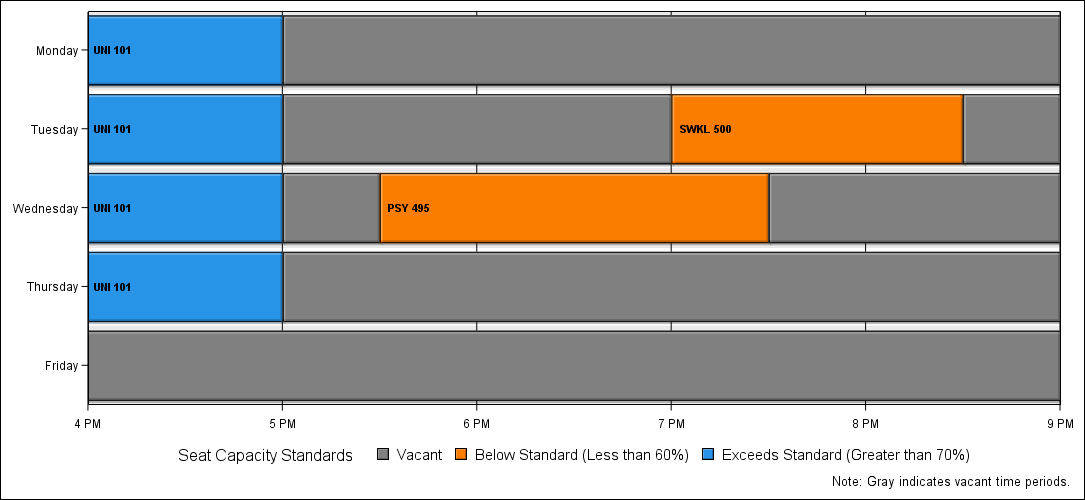 Monday UNI 101
Tuesday UNI 101 SWKL 500
Wednesday UNI 101 PSY 495
Thursday UNI 101
Friday
4 PM 5 PM 6 PM 7 PM 8 PM 9 PM
Seat Capacity Standards Vacant Below Standard (Less than 60%) Exceeds Standard (Greater than 70%)
Note: Gray indicates vacant time periods.